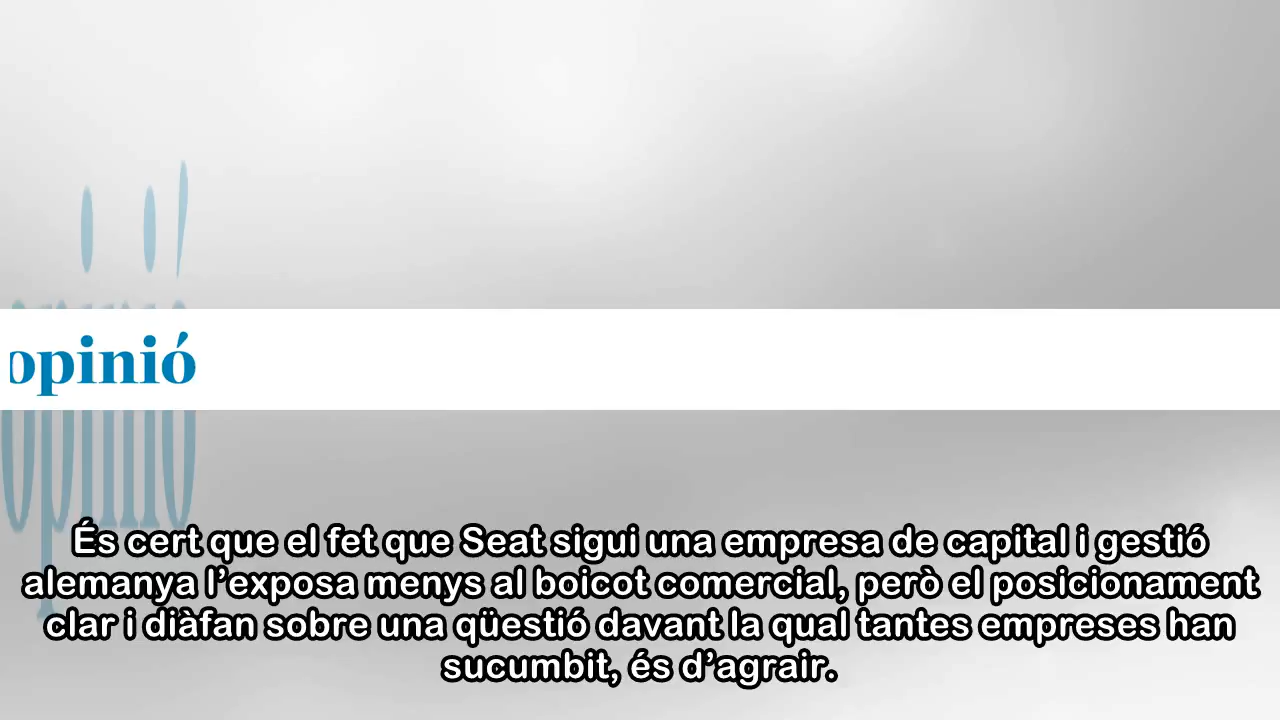 opinió
És cert que el fet que Seat sigui una empresa de capital i gestió
alemanya l’exposa menys al boicot comercial, però el posicionament
clar i diàfan sobre una qüestió davant la qual tantes empreses han
sucumbit, és d’agrair.